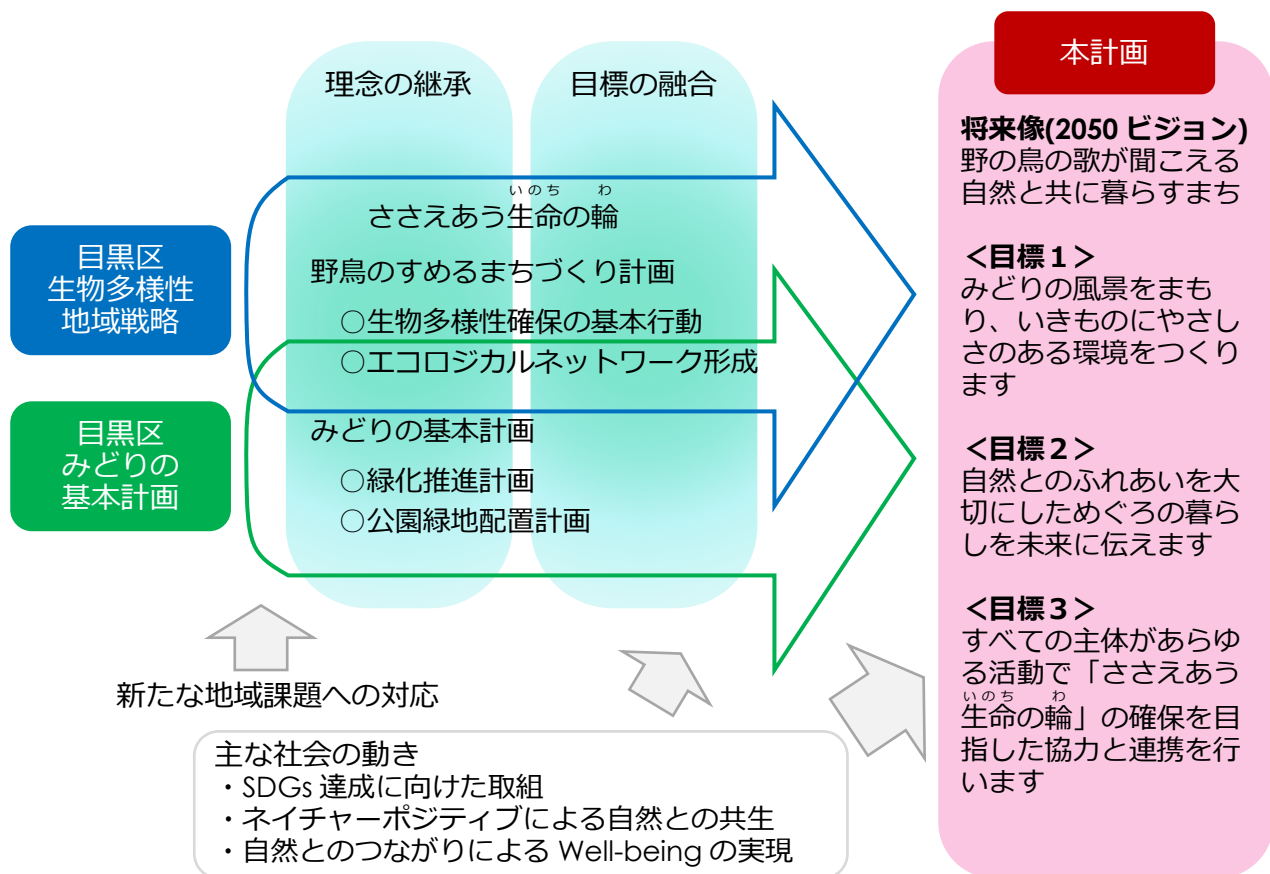 理念の継承
目標の融合
目黒区
生物多様性
地域戦略
目黒区
みどりの
基本計画
いのち わ
ささえあう生命の輪
野鳥のすめるまちづくり計画
○生物多様性確保の基本行動
○エコロジカルネットワーク形成
みどりの基本計画
○緑化推進計画
○公園緑地配置計画
新たな地域課題への対応
主な社会の動き
・SDGs 達成に向けた取組
・ネイチャーポジティブによる自然との共生
・自然とのつながりによる Well-being の実現
本計画
将来像(2050 ビジョン)
野の鳥の歌が聞こえる
自然と共に暮らすまち
＜目標１＞
みどりの風景をまも
り、いきものにやさし
さのある環境をつくり
ます
＜目標２＞
自然とのふれあいを大
切にしためぐろの暮ら
しを未来に伝えます
＜目標３＞
すべての主体があらゆ
る活動で「ささえあう
いのち わ
生命の輪」の確保を目
指した協力と連携を行
います